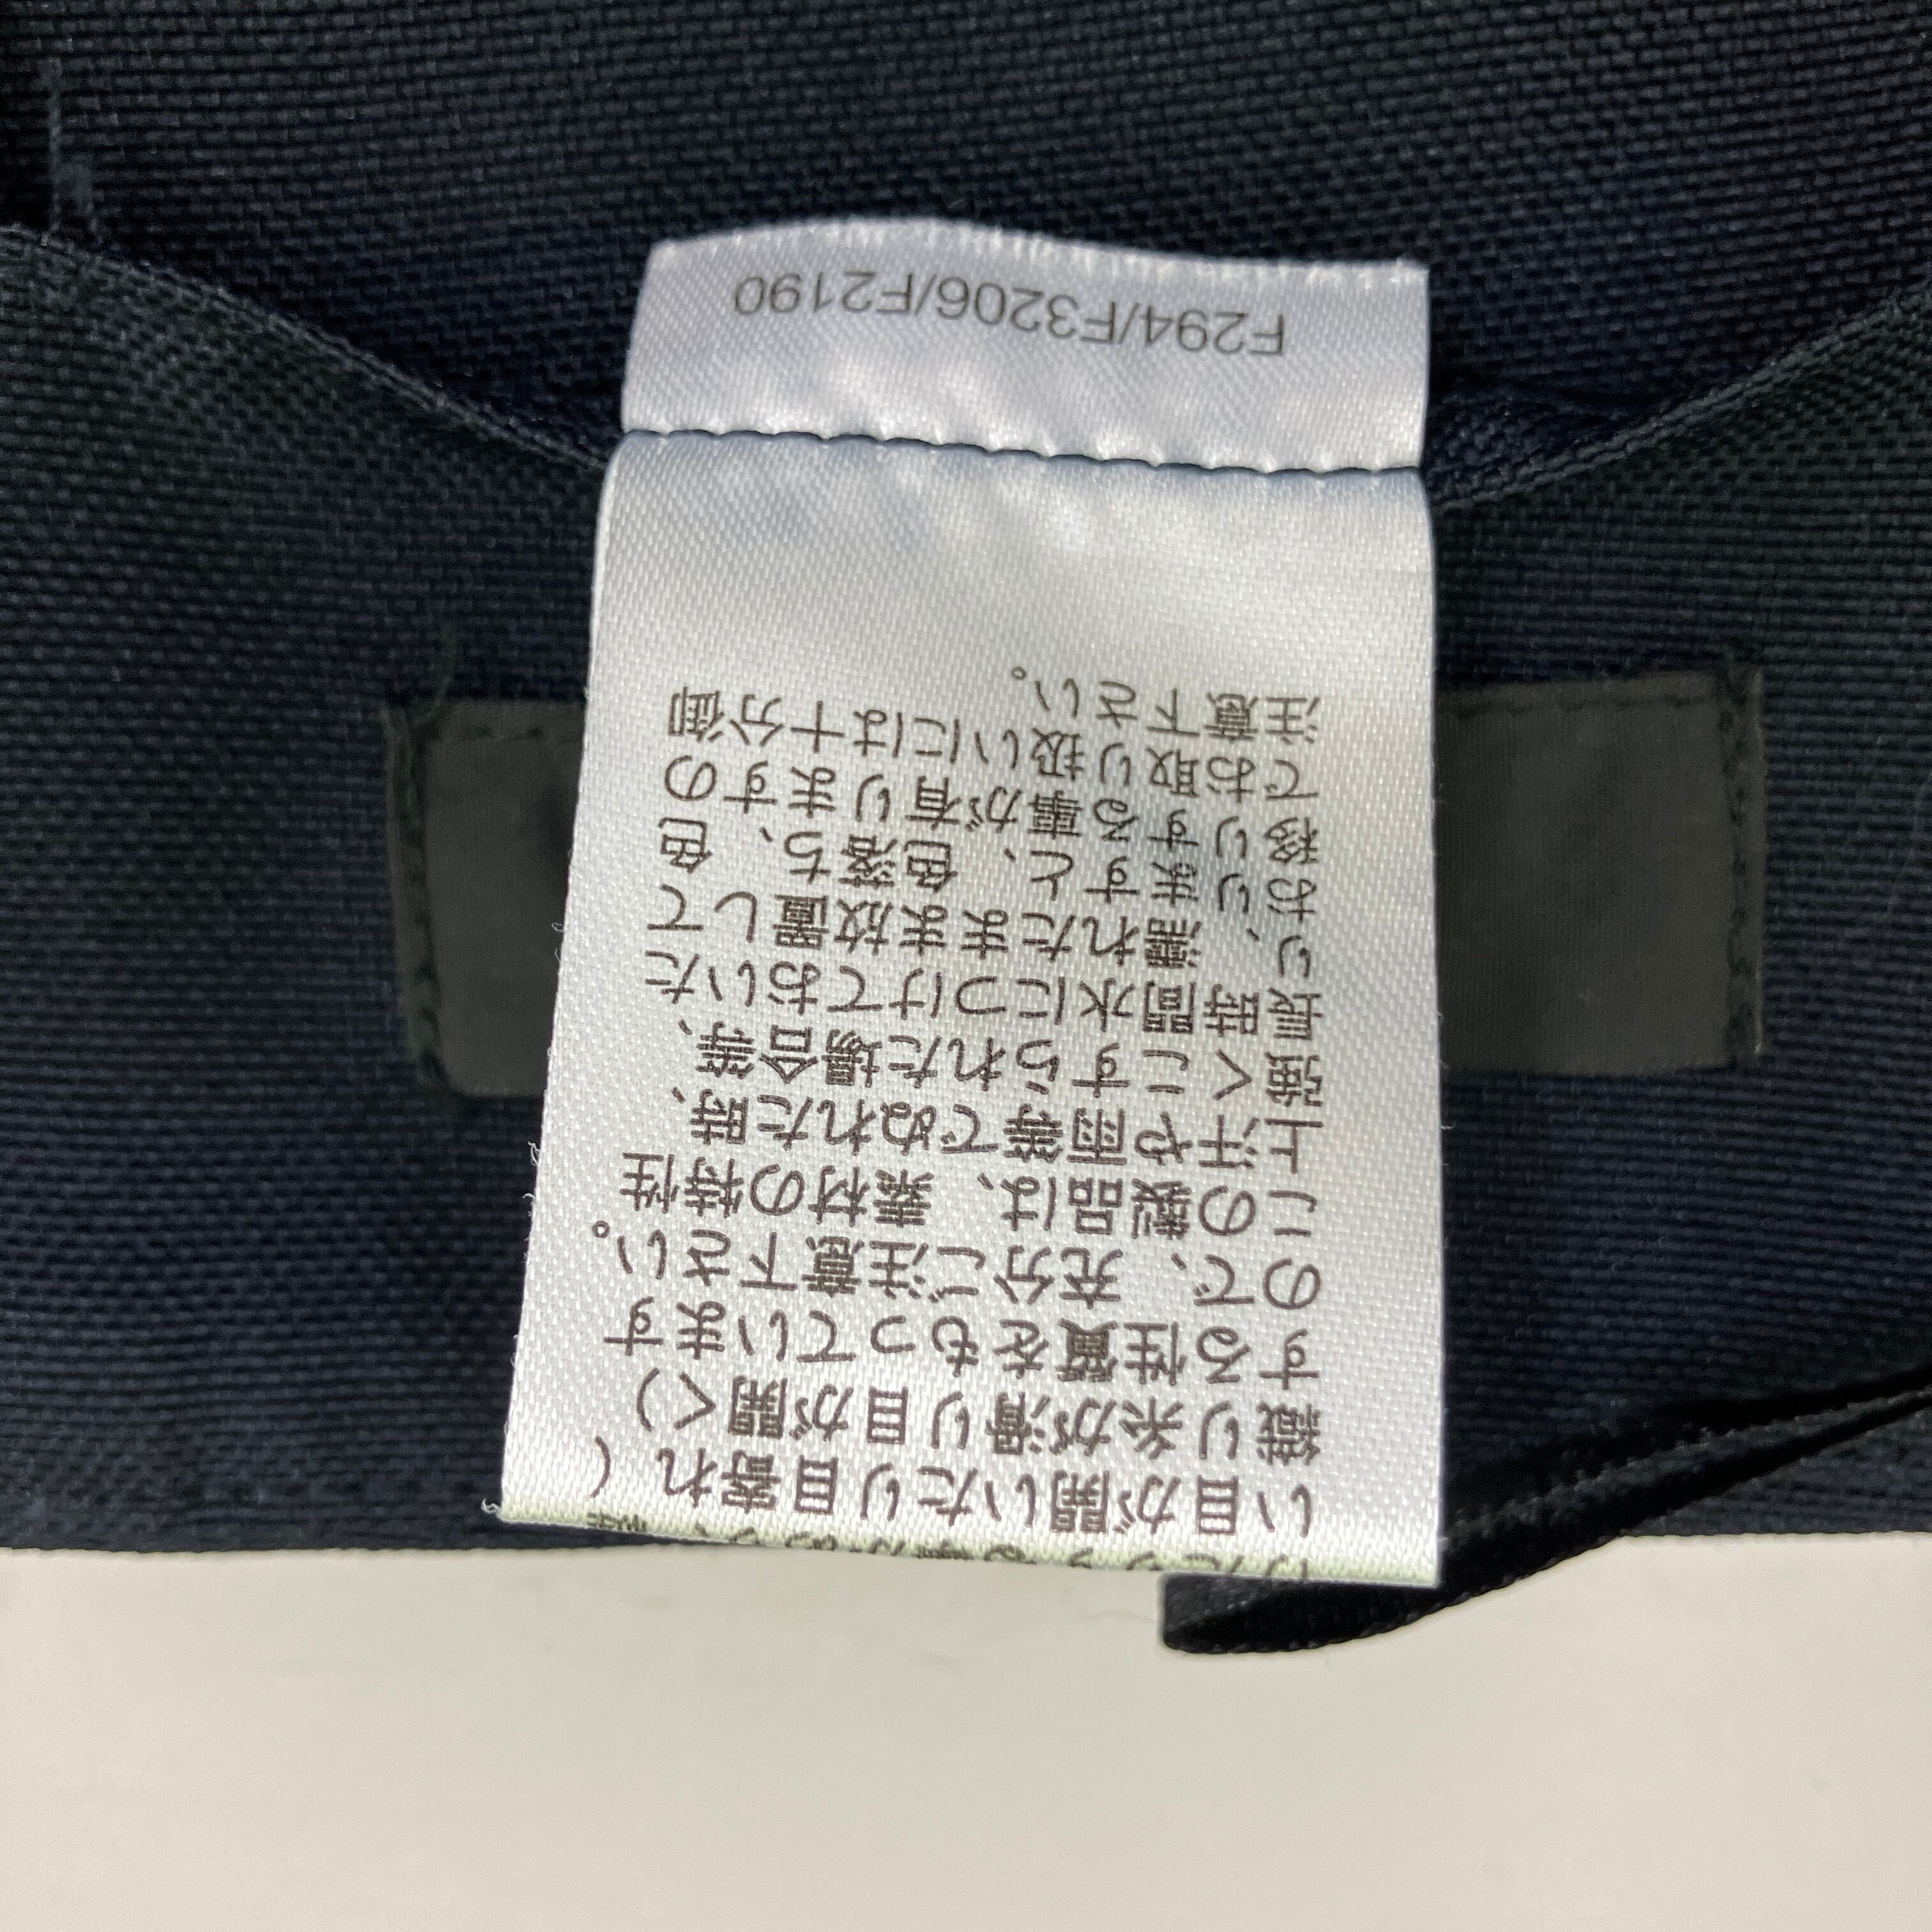 い目が開いたり目寄れ（
織り糸が滑り目が開く）
する性質をもっています
ので、充分ご注意下さい。
この製品は、素材の特性
上汗や雨等でぬれた時、
強くこすられた場合等、
長時間水につけておいた
り、濡れたまま放置して
おりますと、色落ち、色
移りする事が有りますの
でお取り扱いには十分御
注意下さい。
F294/F3206/F2190